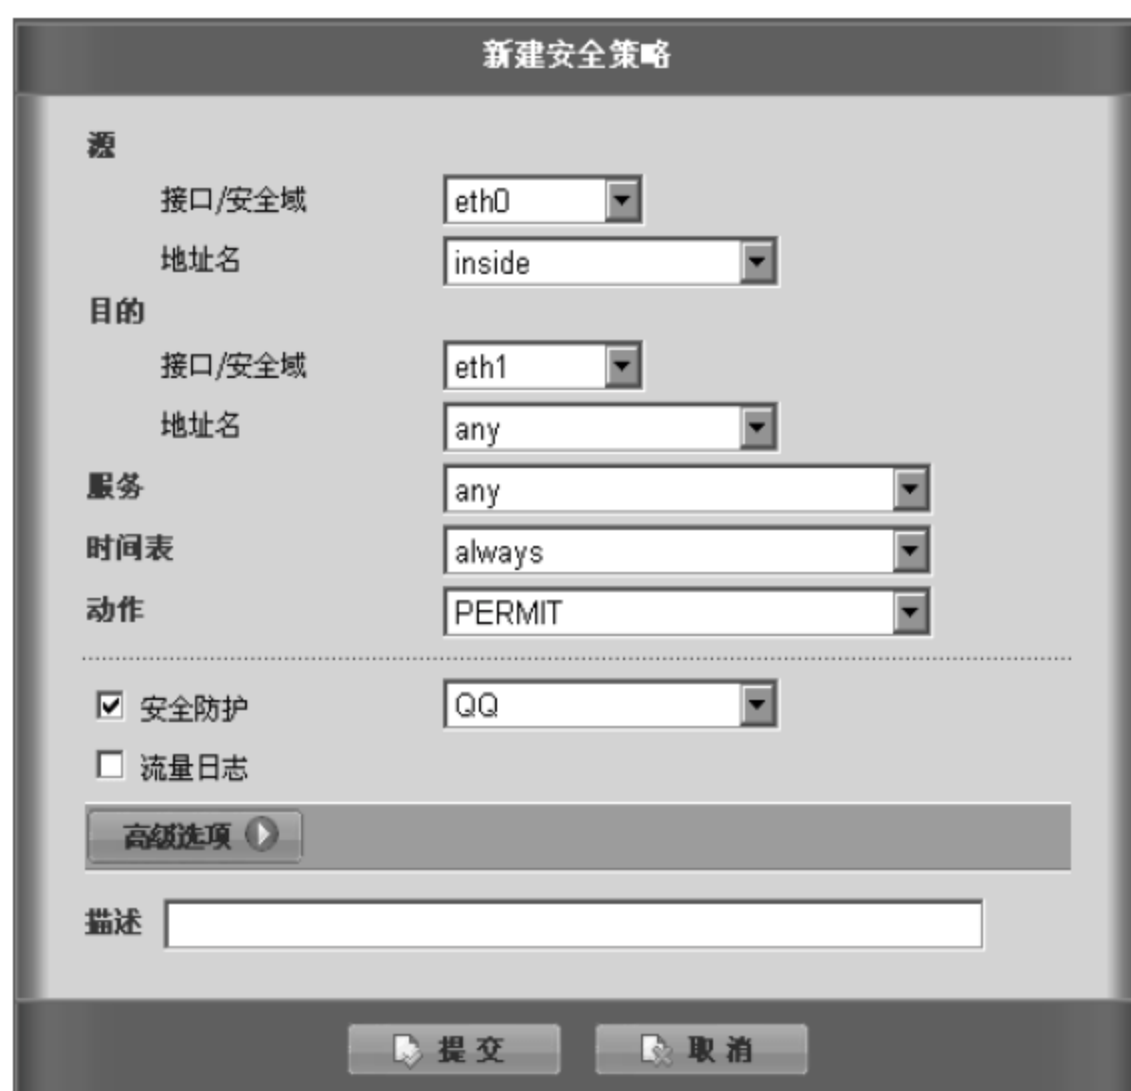 新建安全策略
源
接口/安全域 eth0
地址名 inside
目的
接口/安全域 eth1
地址名 any
服务 any
时间表 always
动作 PERMIT
安全防护 QQ
流量日志
高级选项
描述
提交 取消